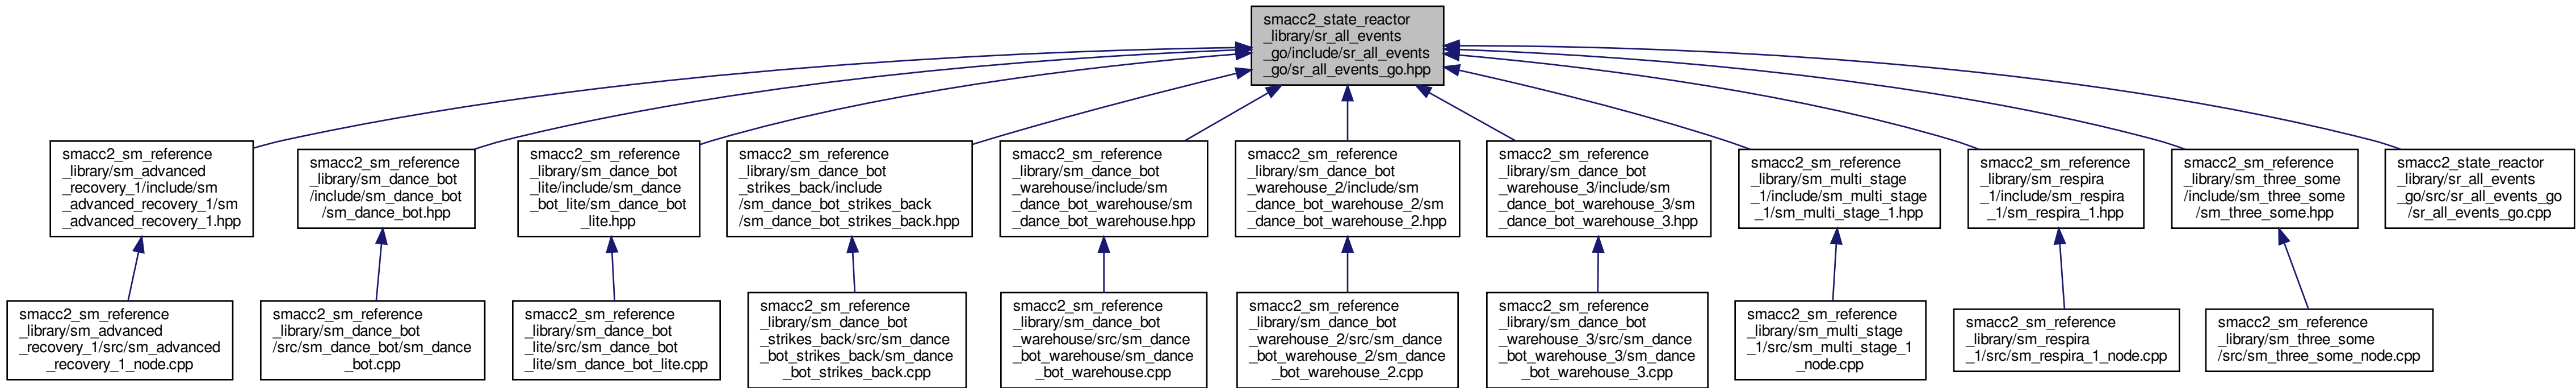 smacc2_state_reactor
_library/sr_all_events
_go/include/sr_all_events
_go/sr_all_events_go.hpp
smacc2_sm_reference
_library/sm_advanced
_recovery_1/include/sm
_advanced_recovery_1/sm
_advanced_recovery_1.hpp
smacc2_sm_reference
_library/sm_dance_bot
/include/sm_dance_bot
/sm_dance_bot.hpp
smacc2_sm_reference
_library/sm_dance_bot
_lite/include/sm_dance
_bot_lite/sm_dance_bot
_lite.hpp
smacc2_sm_reference
_library/sm_dance_bot
_strikes_back/include
/sm_dance_bot_strikes_back
/sm_dance_bot_strikes_back.hpp
smacc2_sm_reference
_library/sm_dance_bot
_warehouse/include/sm
_dance_bot_warehouse/sm
_dance_bot_warehouse.hpp
smacc2_sm_reference
_library/sm_dance_bot
_warehouse_2/include/sm
_dance_bot_warehouse_2/sm
_dance_bot_warehouse_2.hpp
smacc2_sm_reference
_library/sm_dance_bot
_warehouse_3/include/sm
_dance_bot_warehouse_3/sm
_dance_bot_warehouse_3.hpp
smacc2_sm_reference
_library/sm_multi_stage
_1/include/sm_multi_stage
_1/sm_multi_stage_1.hpp
smacc2_sm_reference
_library/sm_respira
_1/include/sm_respira
_1/sm_respira_1.hpp
smacc2_sm_reference
_library/sm_three_some
/include/sm_three_some
/sm_three_some.hpp
smacc2_state_reactor
_library/sr_all_events
_go/src/sr_all_events_go
/sr_all_events_go.cpp
smacc2_sm_reference
_library/sm_advanced
_recovery_1/src/sm_advanced
_recovery_1_node.cpp
smacc2_sm_reference
_library/sm_dance_bot
/src/sm_dance_bot/sm_dance
_bot.cpp
smacc2_sm_reference
_library/sm_dance_bot
_lite/src/sm_dance_bot
_lite/sm_dance_bot_lite.cpp
smacc2_sm_reference
_library/sm_dance_bot
_strikes_back/src/sm_dance
_bot_strikes_back/sm_dance
_bot_strikes_back.cpp
smacc2_sm_reference
_library/sm_dance_bot
_warehouse/src/sm_dance
_bot_warehouse/sm_dance
_bot_warehouse.cpp
smacc2_sm_reference
_library/sm_dance_bot
_warehouse_2/src/sm_dance
_bot_warehouse_2/sm_dance
_bot_warehouse_2.cpp
smacc2_sm_reference
_library/sm_dance_bot
_warehouse_3/src/sm_dance
_bot_warehouse_3/sm_dance
_bot_warehouse_3.cpp
smacc2_sm_reference
_library/sm_multi_stage
_1/src/sm_multi_stage_1
_node.cpp
smacc2_sm_reference
_library/sm_respira
_1/src/sm_respira_1_node.cpp
smacc2_sm_reference
_library/sm_three_some
/src/sm_three_some_node.cpp